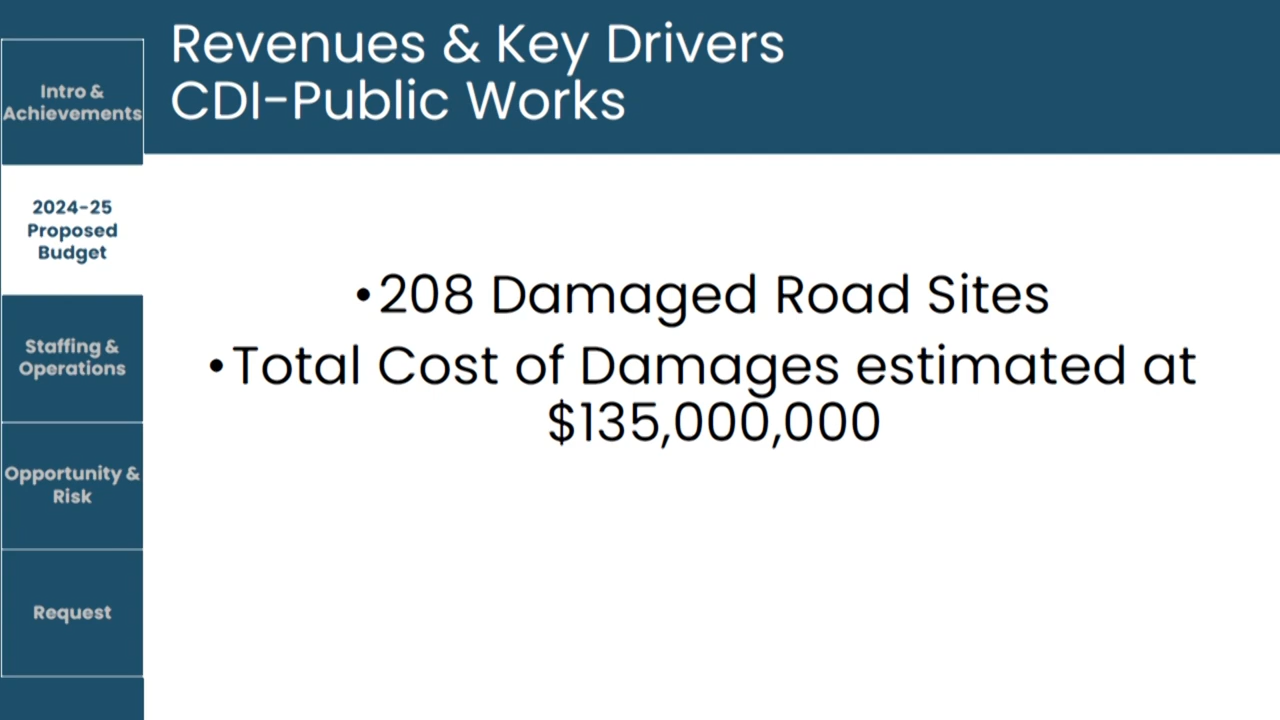 Revenues & Key Drivers
CDI-Public Works
Intro &
Achievements
2024-25
Proposed
Budget
Staffing &
Operations
Opportunity &
Risk
Request
•208 Damaged Road Sites
•Total Cost of Damages estimated at
$135,000,000